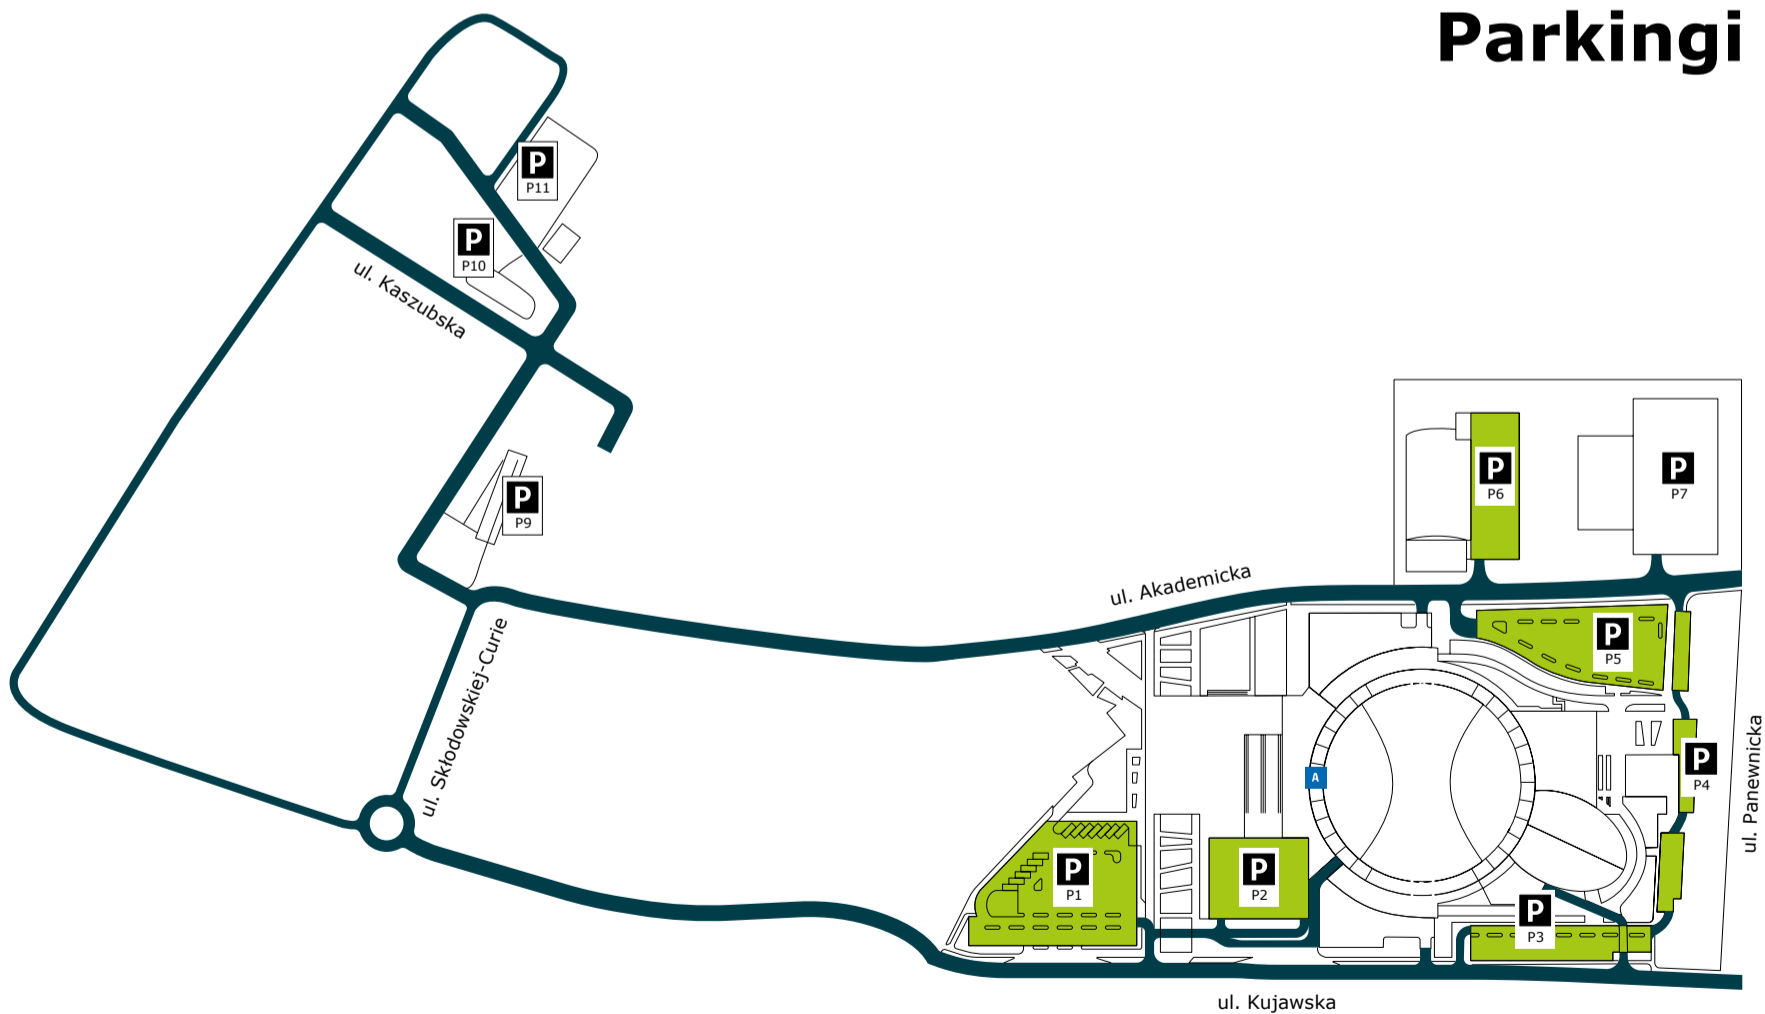 Parkingi
P
P11
P
P10
ul. Kaszubska
P
P9
P
P6
P
P7
ul. Akademicka
P
P5
ul. Skłodowskiej-Curie
P
P4
ul. Panewnicka
A
P
P1
P
P2
P
P3
ul. Kujawska